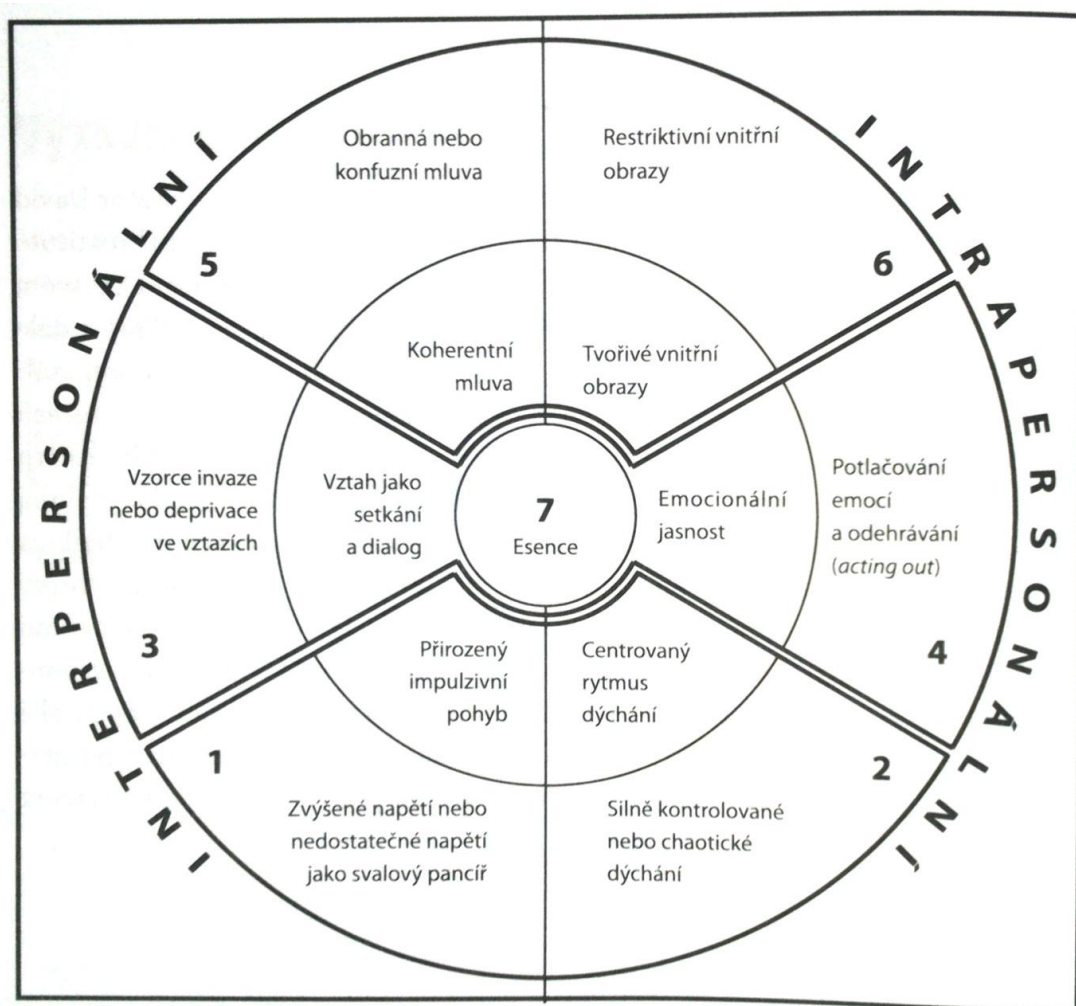 INTERPERSONÁLNÍ
INTRAPERSONÁLNÍ
Obranná nebo
konfuzní mluva
5
Restriktivní vnitřní
obrazy
6
Koherentní
mluva
Tvořivé vnitřní
obrazy
Vzorce invaze
nebo deprivace
ve vztazích
3
Vztah jako
setkání
a dialog
7
Esence
Emocionální
jasnost
Potlačování
emocí
a odehrávání
(acting out)
4
Přirozený
impulzivní
pohyb
1
Centrovaný
rytmus
dýchání
2
Zvýšené napětí nebo
nedostatečné napětí
jako svalový pancíř
Silně kontrolované
nebo chaotické
dýchání